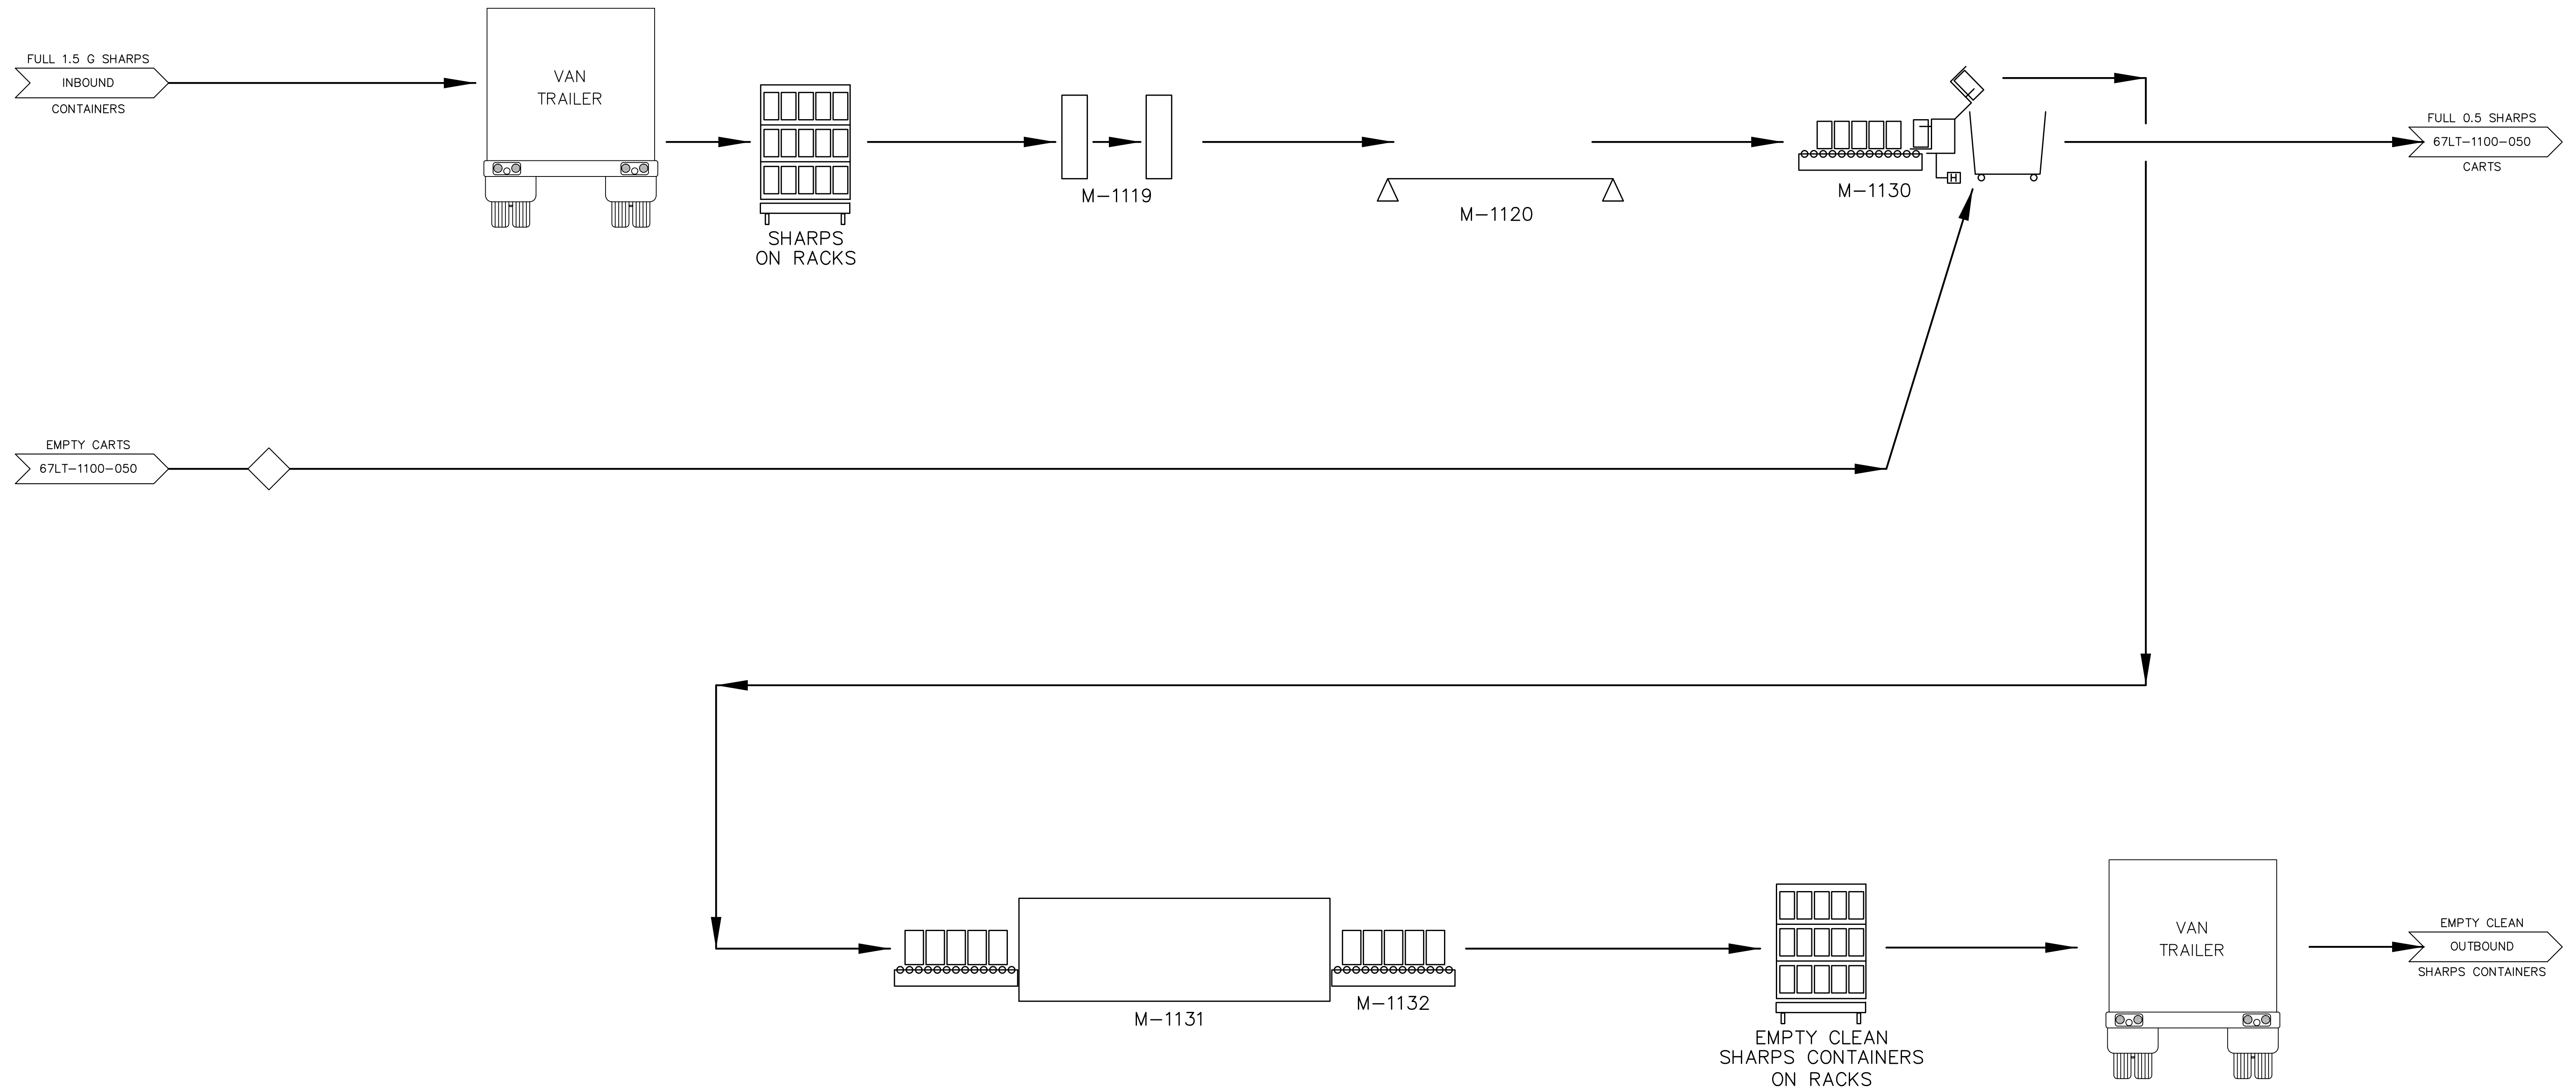 FULL 1.5 G SHARPS
INBOUND
CONTAINERS
VAN
TRAILER
SHARPS
ON RACKS
M-1119
M-1120
M-1130
H
FULL 0.5 SHARPS
67LT-1100-050
CARTS
EMPTY CARTS
67LT-1100-050
M-1131
M-1132
EMPTY CLEAN
SHARPS CONTAINERS
ON RACKS
VAN
TRAILER
EMPTY CLEAN
OUTBOUND
SHARPS CONTAINERS